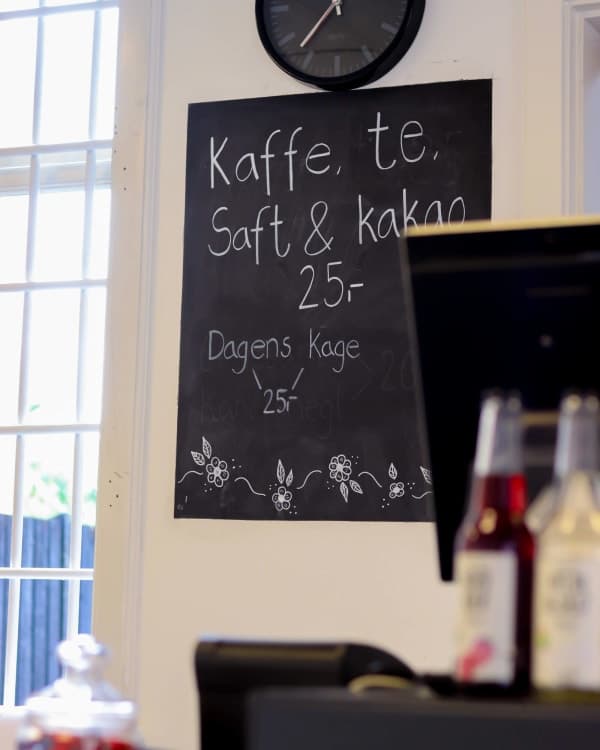 Kaffe, te,
Saft & kakao
25,-
Dagens Kage
25,-